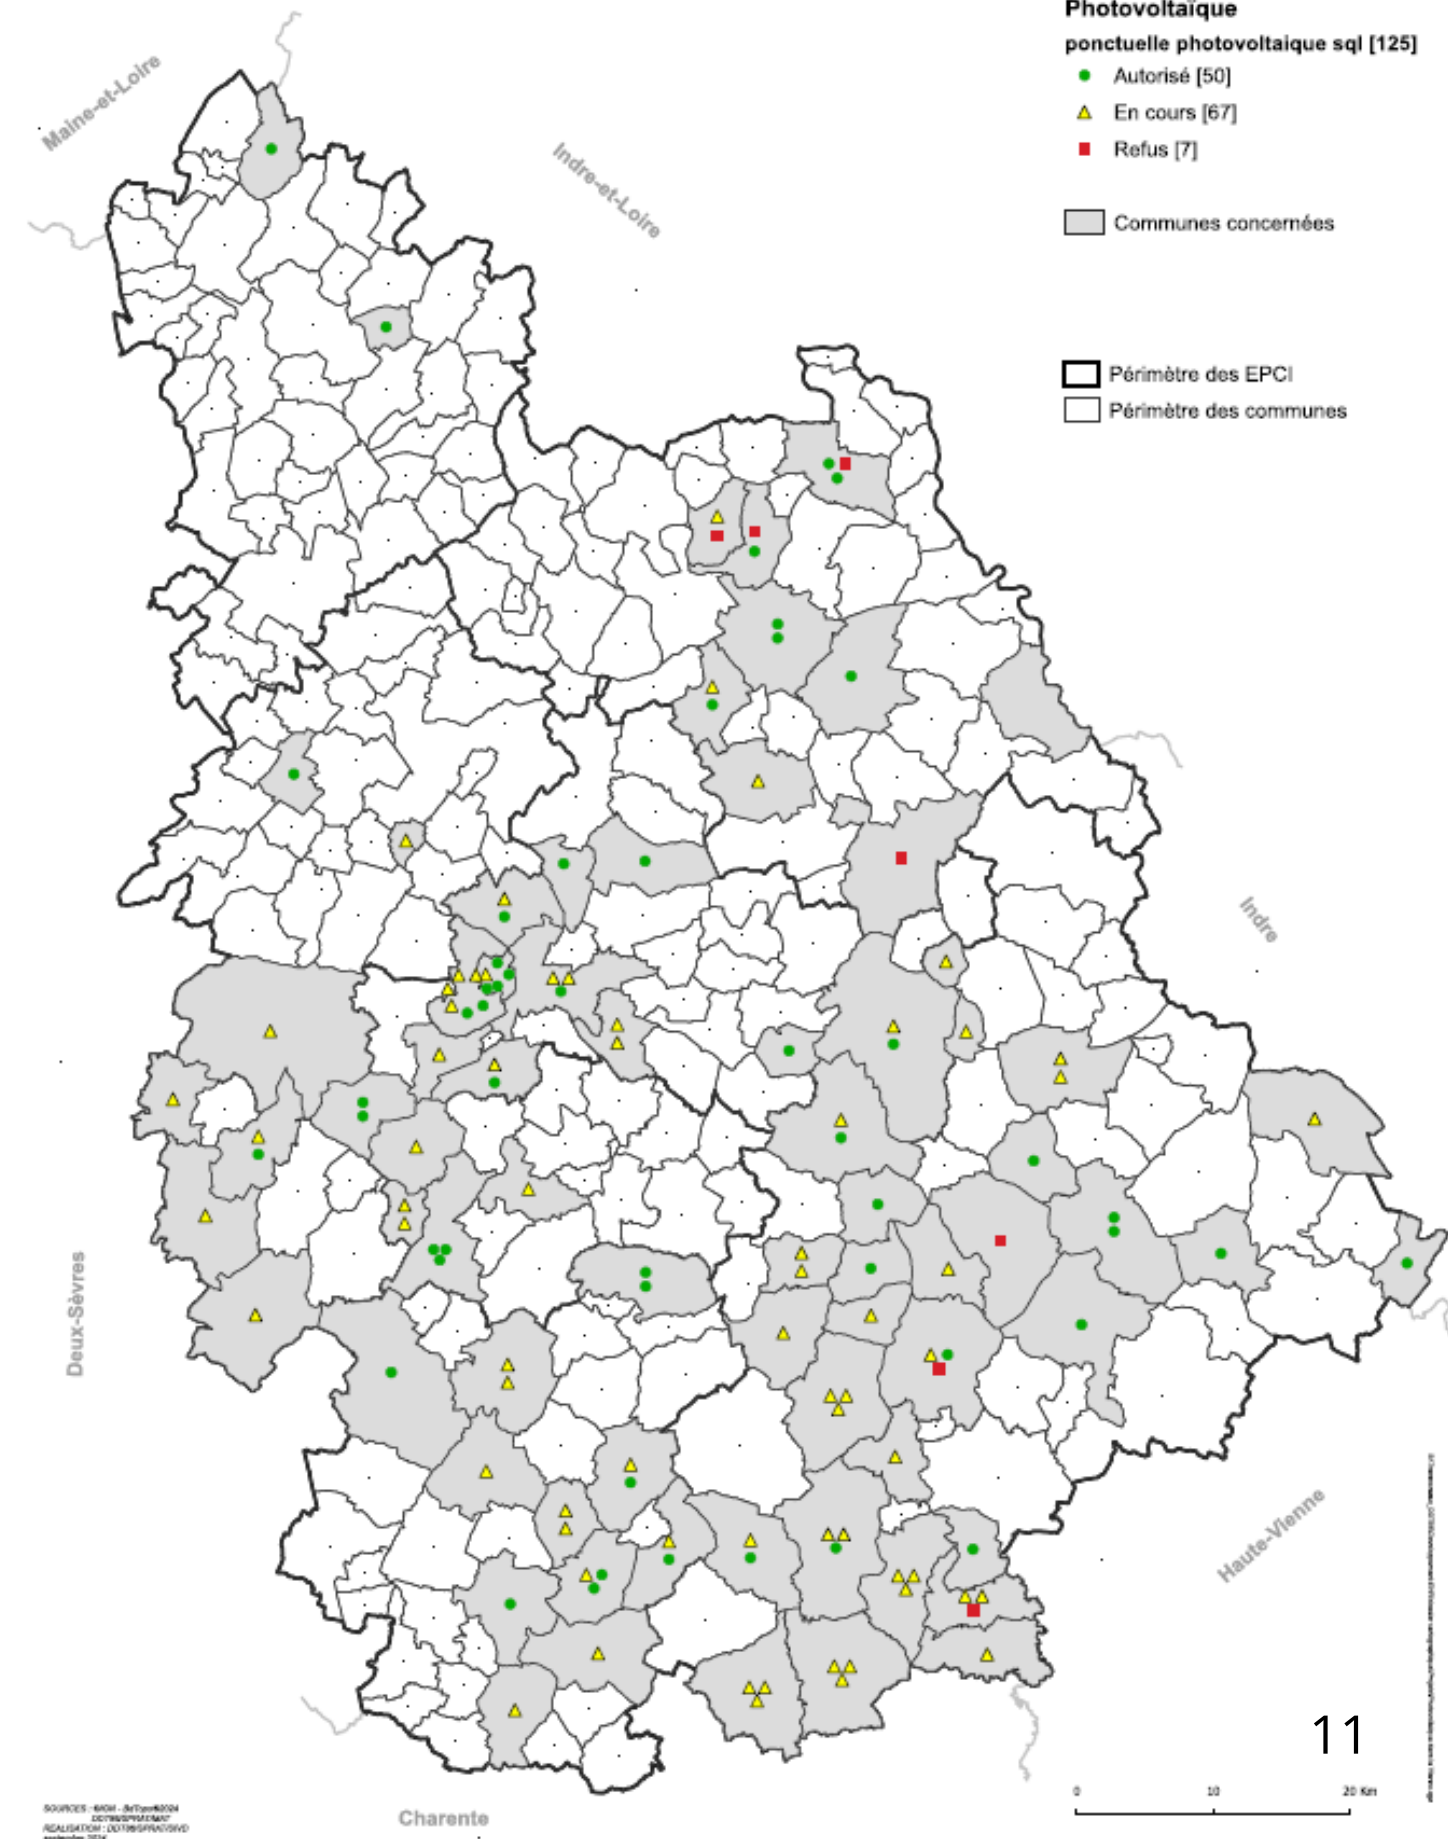 Photovoltaïque
ponctuelle photovoltaique sql [125]
Autorisé [50]
En cours [67]
Refus [7]
Communes concernées
Périmètre des EPCI
Périmètre des communes
Maine-et-Loire
Indre-et-Loire
Indre
Deux-Sèvres
Haute-Vienne
Charente
11
0 10 20 Km